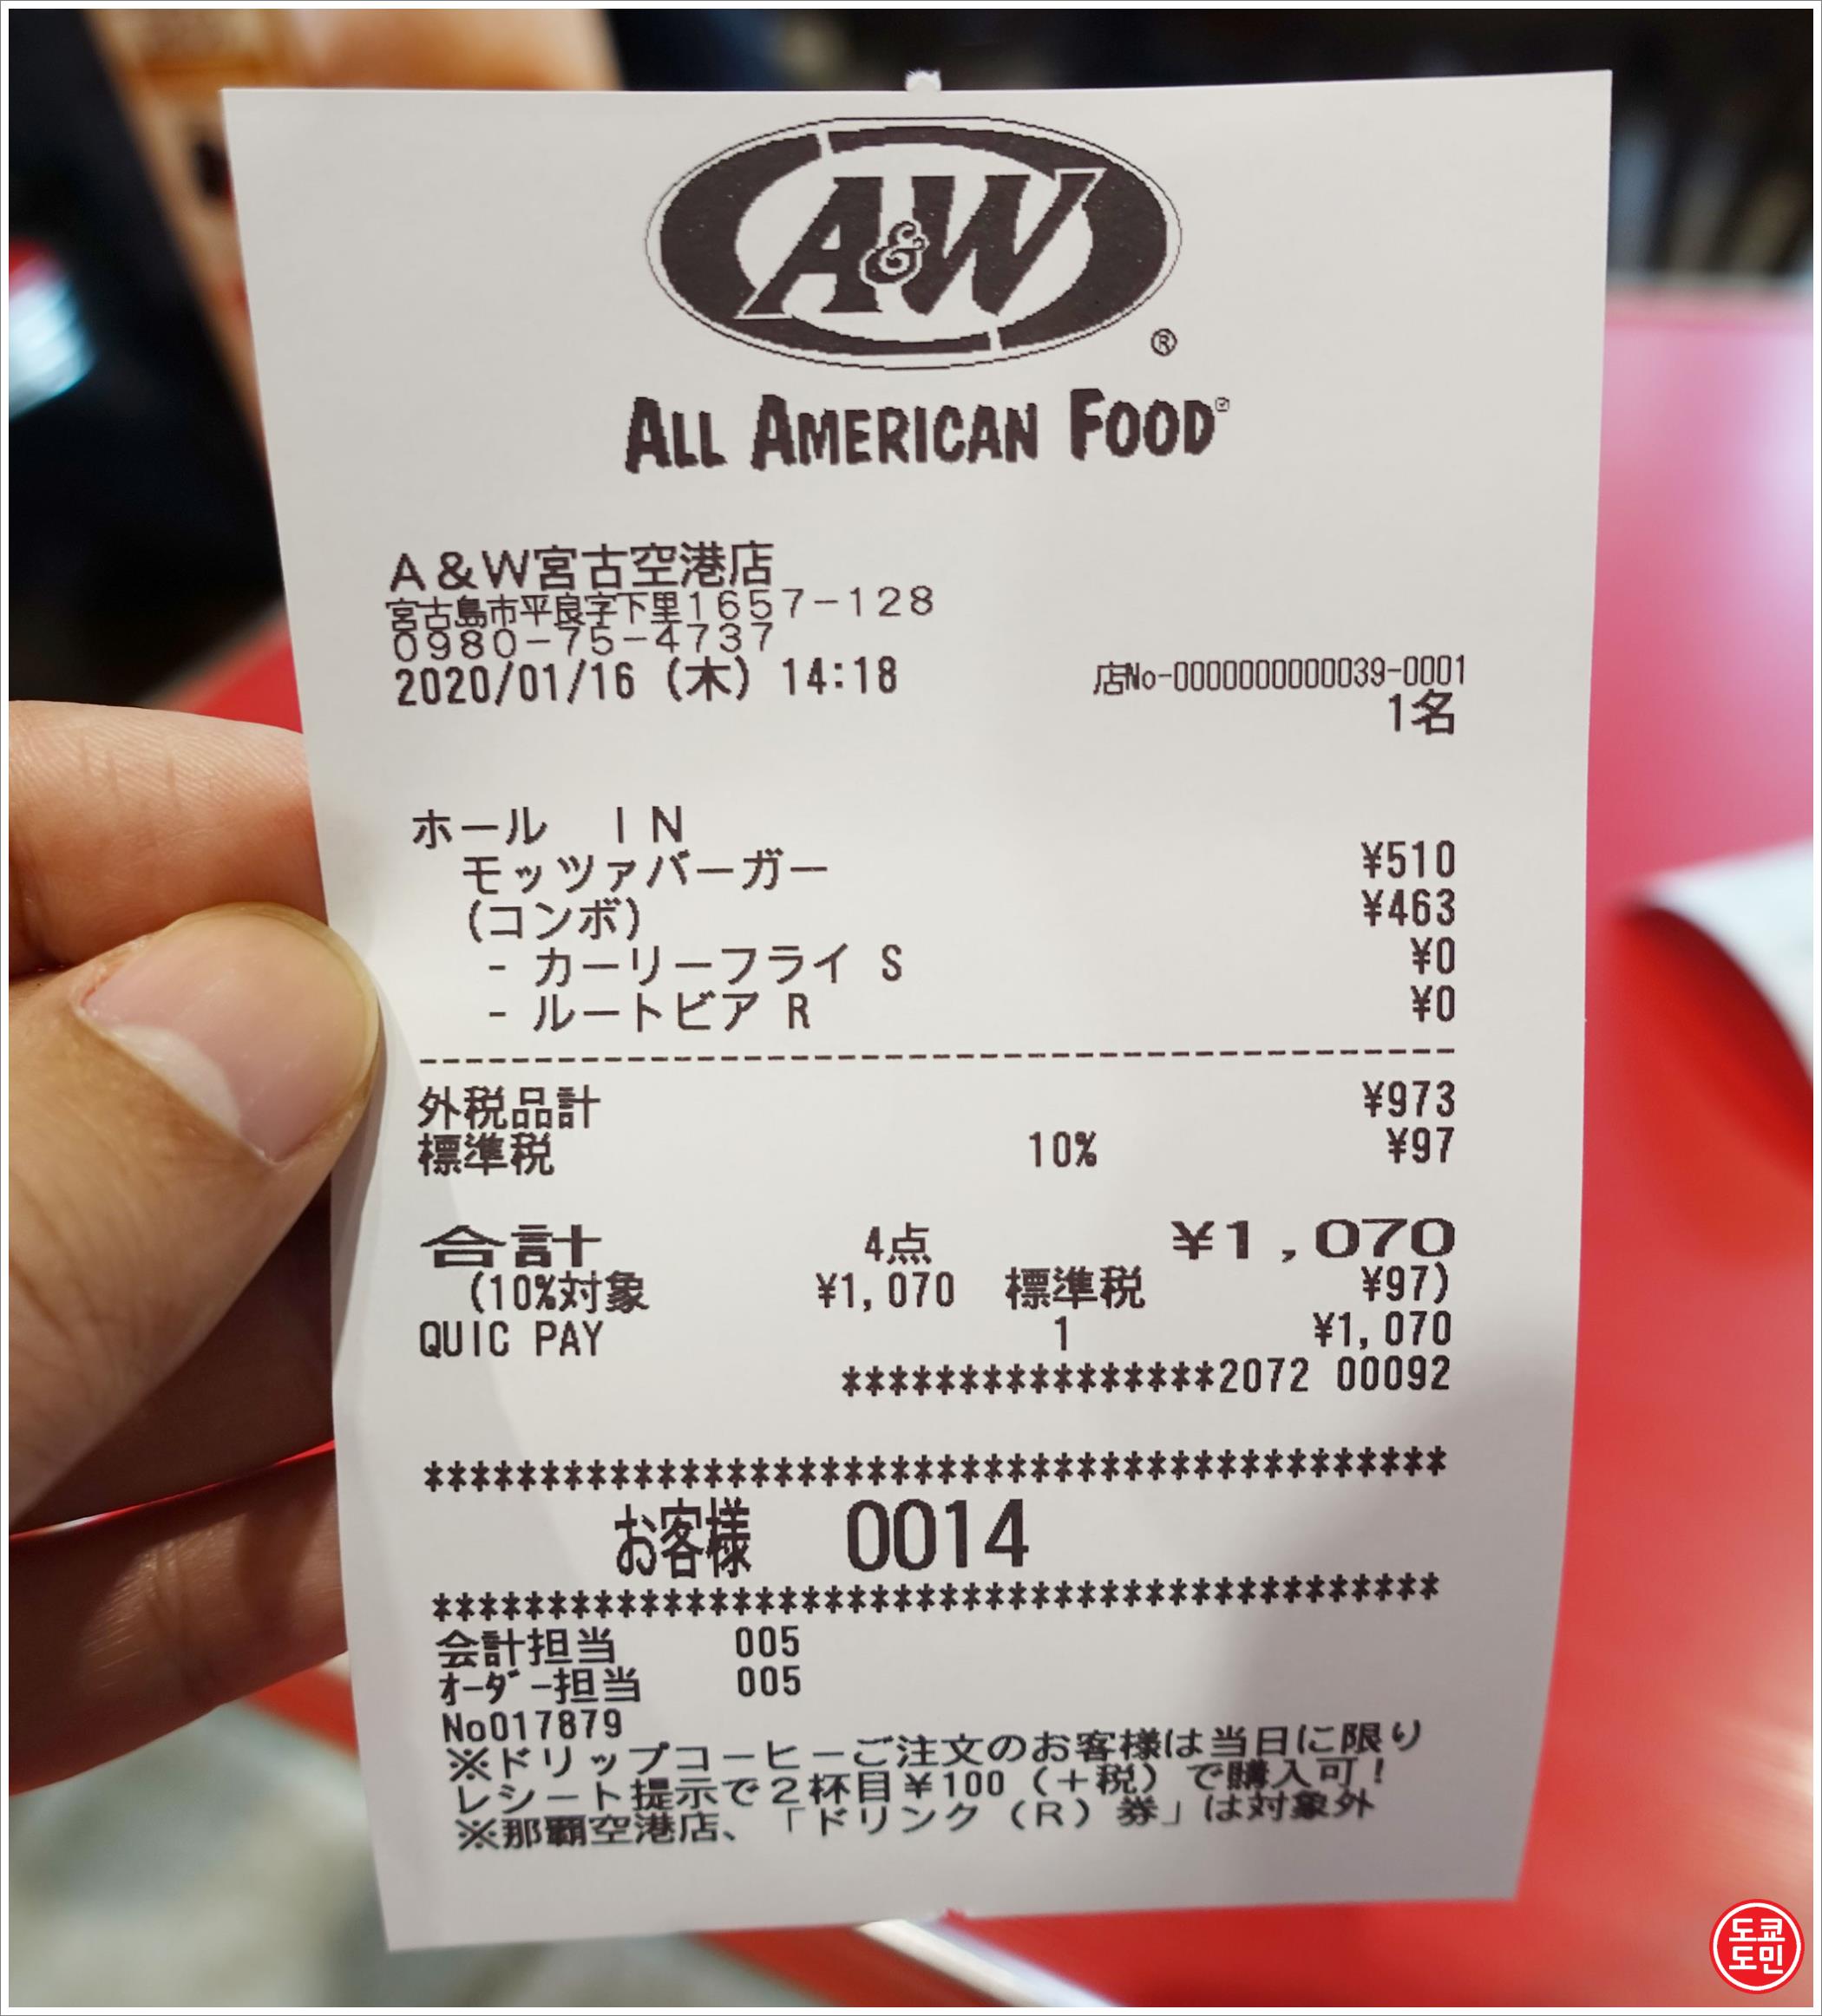 A&W®
ALL AMERICAN FOOD
A&W宮古空港店
宮古島市平良字下里1657-128
0980-75-4737
2020/01/16 (木) 14:18 店No-0000000000039-0001
1名
ホール IN
モッツァバーガー ¥510
(コンボ) ¥463
- カーリーフライ S ¥0
- ルートビア R ¥0
--------------------------------------------
外税品計 ¥973
標準税 10% ¥97
合計 4点 ¥1,070
(10%対象 ¥1,070 標準税 ¥97)
QUIC PAY 1 ¥1,070
****************2072 00092
********************************************
お客様 0014
********************************************
会計担当 005
オーダー担当 005
No017879
※ドリップコーヒーご注文のお客様は当日に限り
レシート提示で2杯目¥100(+税)で購入可!
※那覇空港店、「ドリンク(R)券」は対象外
도쿄
도민